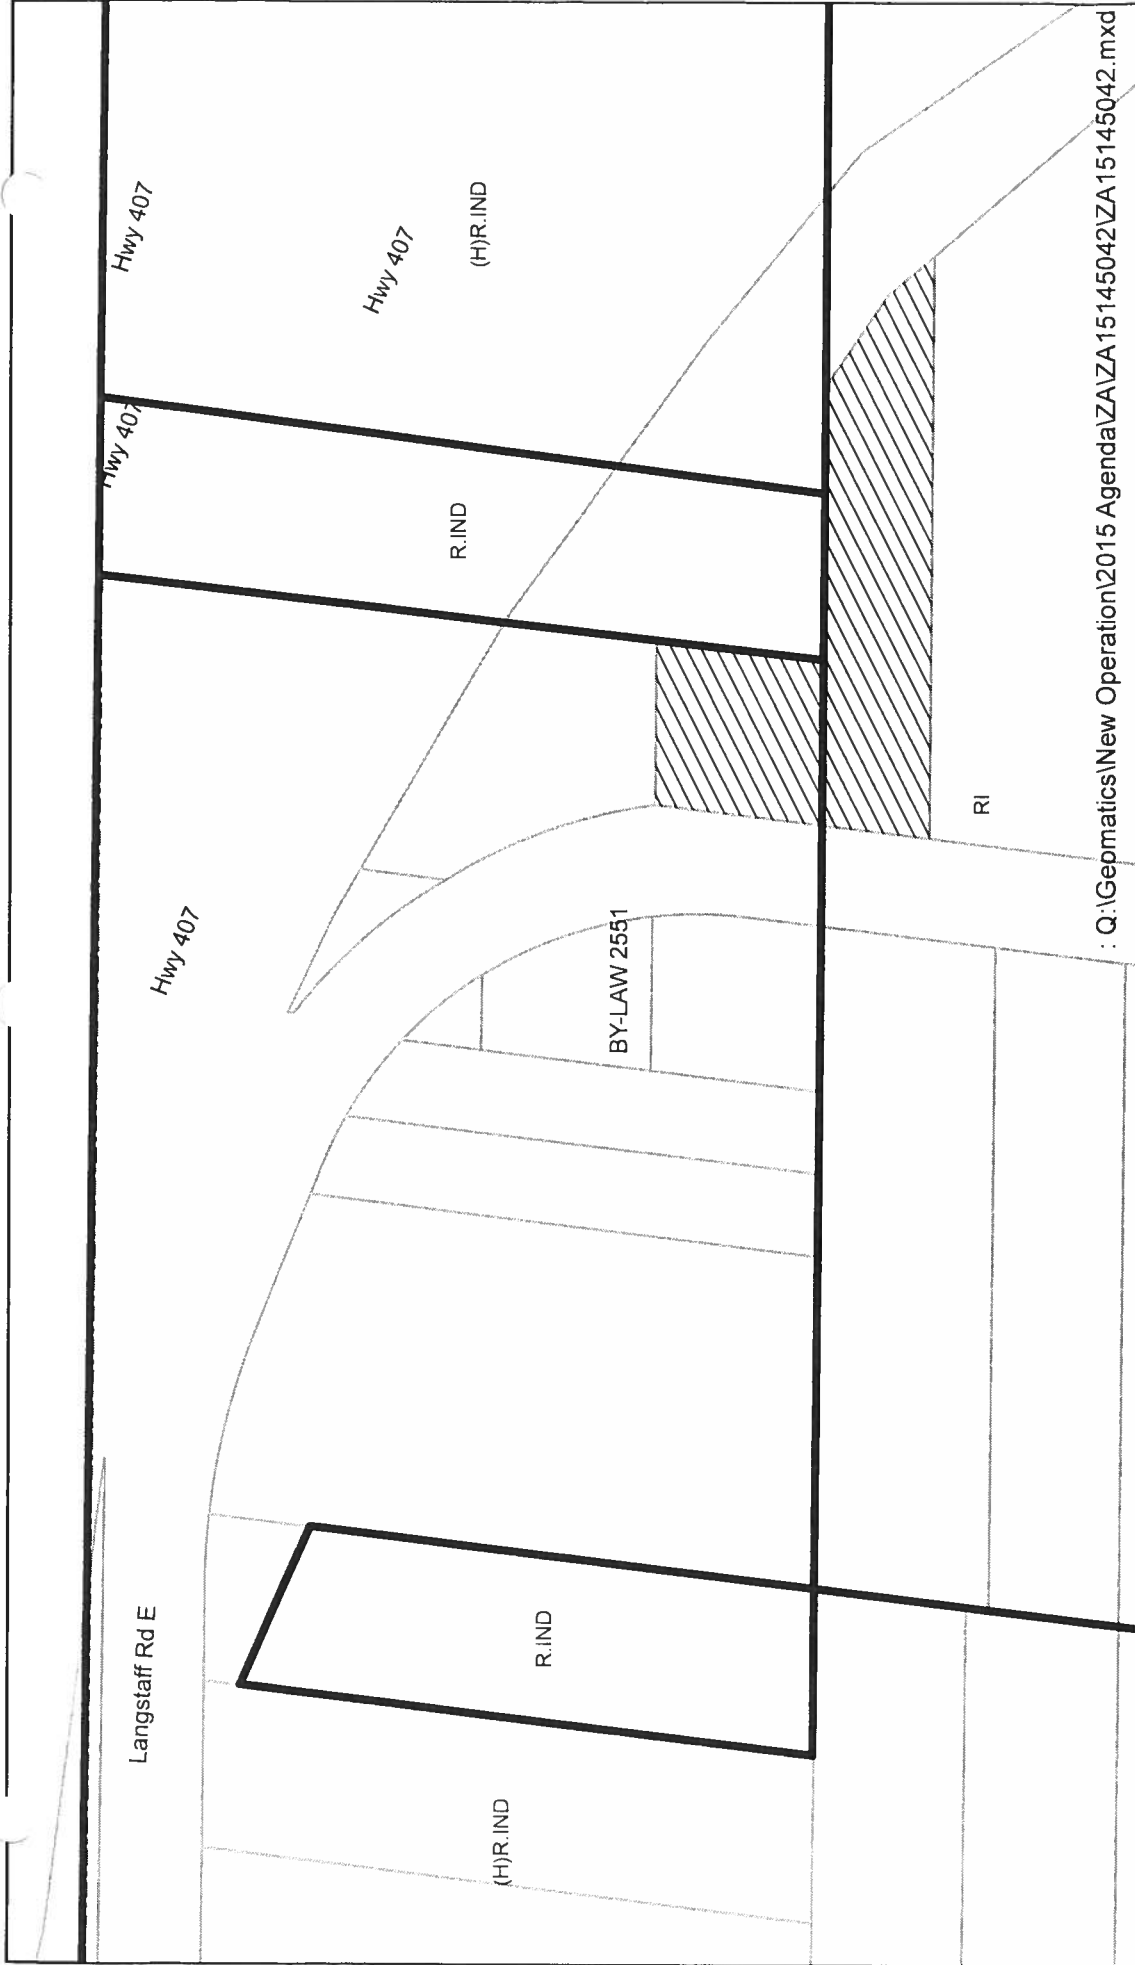 Langstaff Rd E
Hwy 407
Hwy 407
Hwy 407
Hwy 407
(H)R.IND
R.IND
R.IND
(H)R.IND
BY-LAW 2551
RI
: Q:\Geomatics\New Operation\2015 Agenda\ZA\ZA15145042\ZA15145042.mxd